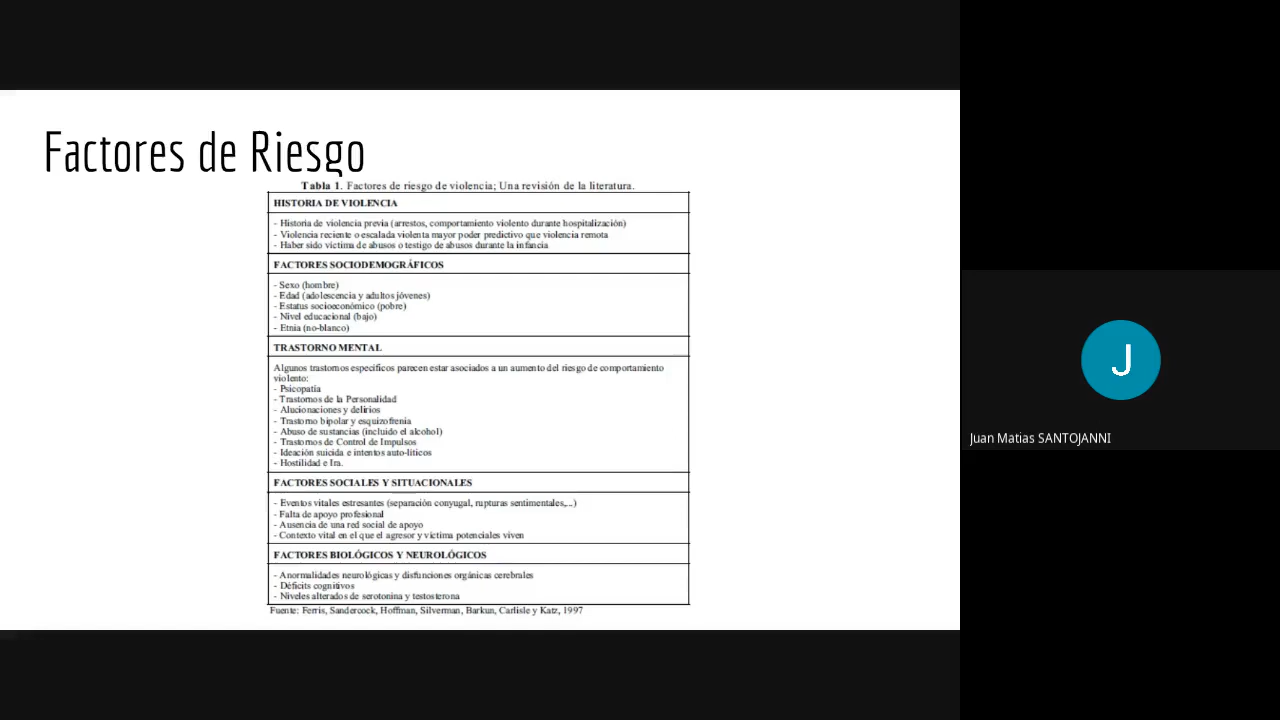 Factores de Riesgo
Tabla 1. Factores de riesgo de violencia; Una revisión de la literatura.
HISTORIA DE VIOLENCIA
- Historia de violencia previa (arrestos, comportamiento violento durante hospitalización)
- Violencia reciente o escalada violenta mayor poder predictivo que violencia remota
- Haber sido víctima de abusos o testigo de abusos durante la infancia
FACTORES SOCIODEMOGRÁFICOS
- Sexo (hombre)
- Edad (adolescencia y adultos jóvenes)
- Estatus socioeconómico (pobre)
- Nivel educacional (bajo)
- Etnia (no-blanco)
TRASTORNO MENTAL
Algunos trastornos específicos parecen estar asociados a un aumento del riesgo de comportamiento
violento:
- Psicopatía
- Trastornos de la Personalidad
- Alucinaciones y delirios
- Trastorno bipolar y esquizofrenia
- Abuso de sustancias (incluido el alcohol)
- Trastornos de Control de Impulsos
- Ideación suicida e intentos auto-líticos
- Hostilidad e Ira.
FACTORES SOCIALES Y SITUACIONALES
- Eventos vitales estresantes (separación conyugal, rupturas sentimentales,...)
- Falta de apoyo profesional
- Ausencia de una red social de apoyo
- Contexto vital en el que el agresor y víctima potenciales viven
FACTORES BIOLÓGICOS Y NEUROLÓGICOS
- Anormalidades neurológicas y disfunciones orgánicas cerebrales
- Déficits cognitivos
- Niveles alterados de serotonina y testosterona
Fuente: Ferris, Sandercock, Hoffman, Silverman, Barkun, Carlisle y Katz, 1997
J
Juan Matias SANTOJANNI